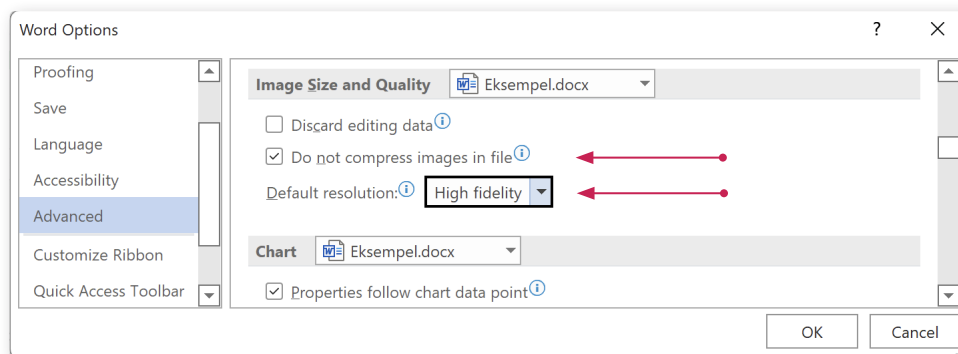 Word Options ?
Proofing
Save
Language
Accessibility
Advanced
Customize Ribbon
Quick Access Toolbar
Image Size and Quality Eksempel.docx
Discard editing data
Do not compress images in file
Default resolution: High fidelity
Chart Eksempel.docx
Properties follow chart data point
OK Cancel